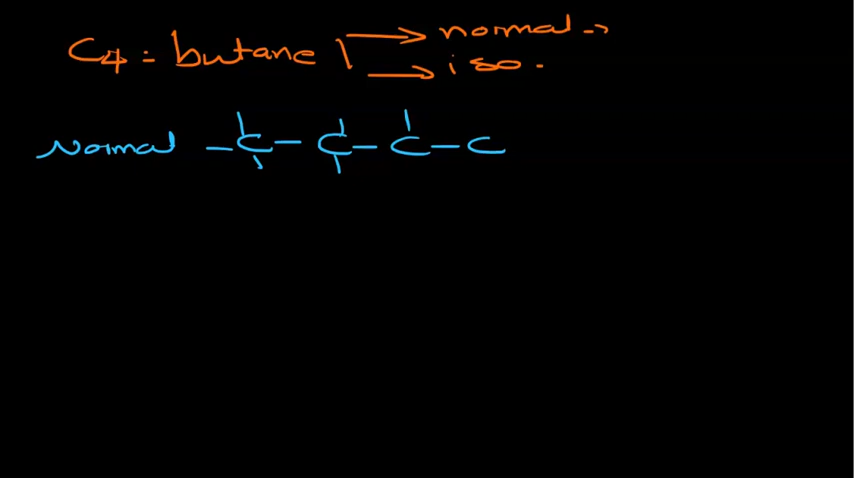 C4 = butane → normal →
→ iso.
Normal - C - C - C - C